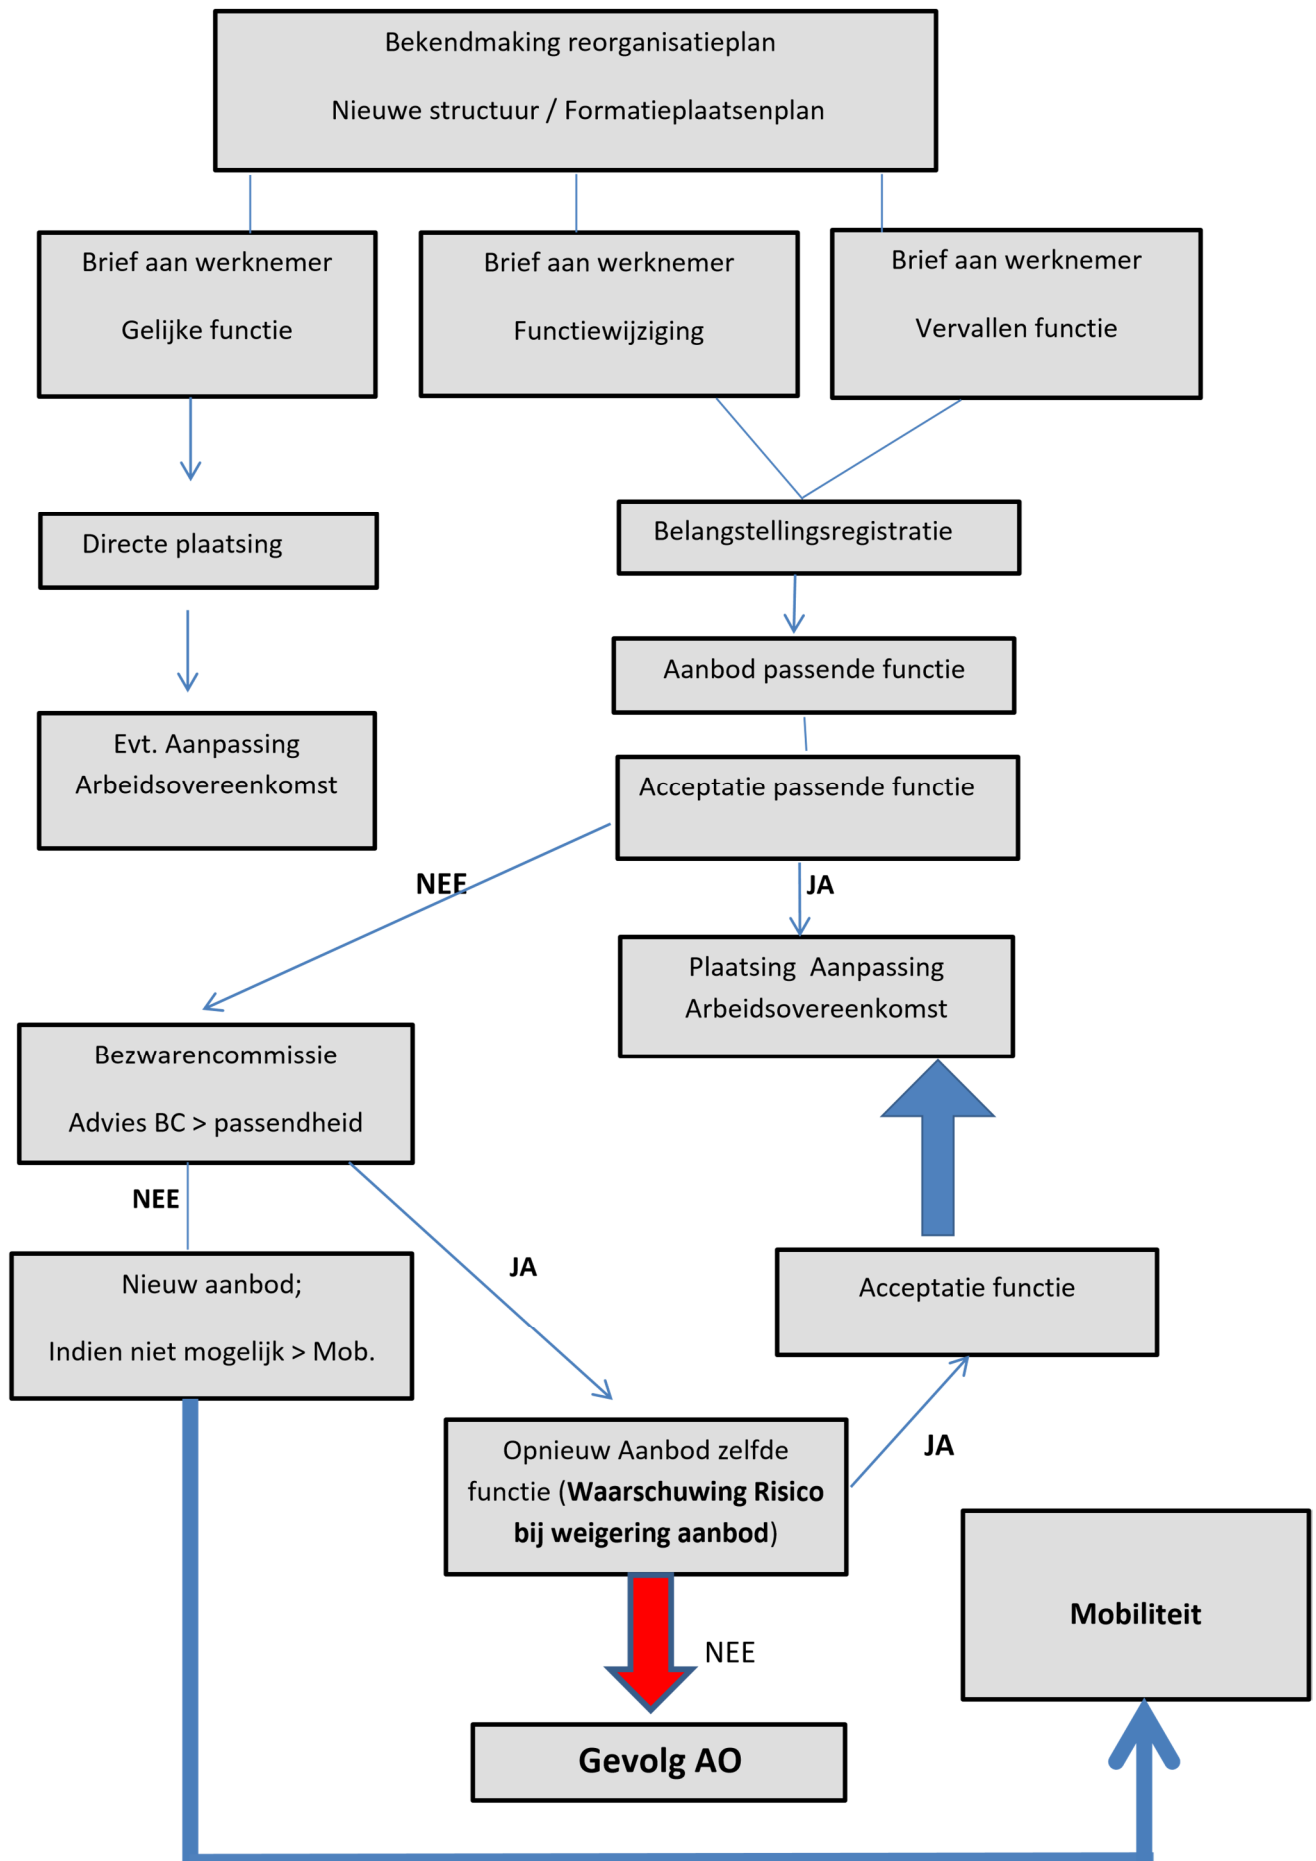 Bekendmaking reorganisatieplan
Nieuwe structuur / Formatieplaatsenplan
Brief aan werknemer
Gelijke functie
Brief aan werknemer
Functiewijziging
Brief aan werknemer
Vervallen functie
Directe plaatsing
Belangstellingsregistratie
Aanbod passende functie
Evt. Aanpassing
Arbeidsovereenkomst
Acceptatie passende functie
NEE
JA
Plaatsing Aanpassing
Arbeidsovereenkomst
Bezwarencommissie
Advies BC > passendheid
NEE
JA
Nieuw aanbod;
Indien niet mogelijk > Mob.
Acceptatie functie
Opnieuw Aanbod zelfde
functie (Waarschuwing Risico
bij weigering aanbod)
JA
Mobiliteit
NEE
Gevolg AO